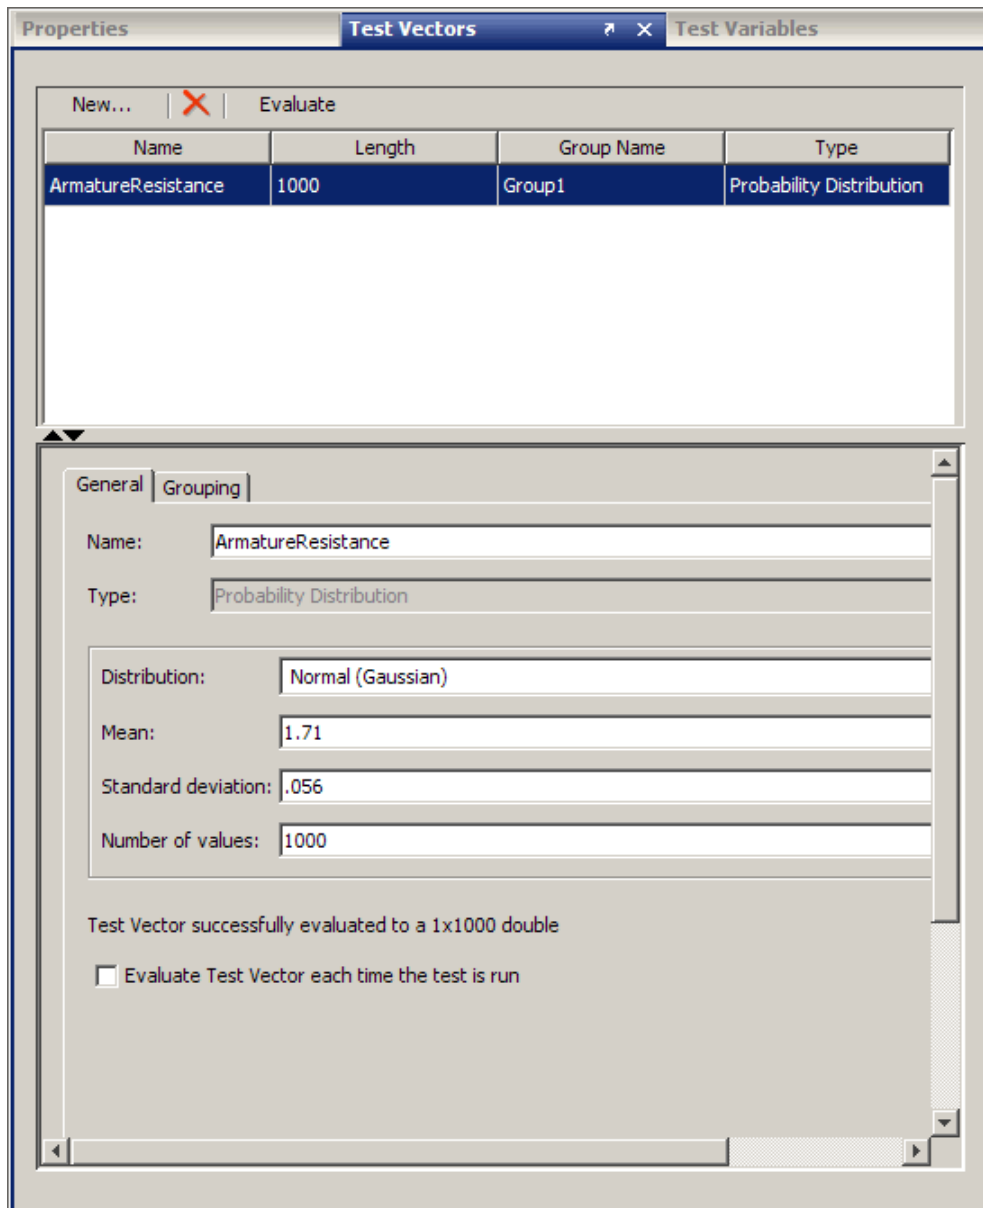 Properties Test Vectors Test Variables
New... Evaluate
Name Length Group Name Type
ArmatureResistance 1000 Group1 Probability Distribution
General Grouping
Name: ArmatureResistance
Type: Probability Distribution
Distribution: Normal (Gaussian)
Mean: 1.71
Standard deviation: .056
Number of values: 1000
Test Vector successfully evaluated to a 1x1000 double
Evaluate Test Vector each time the test is run